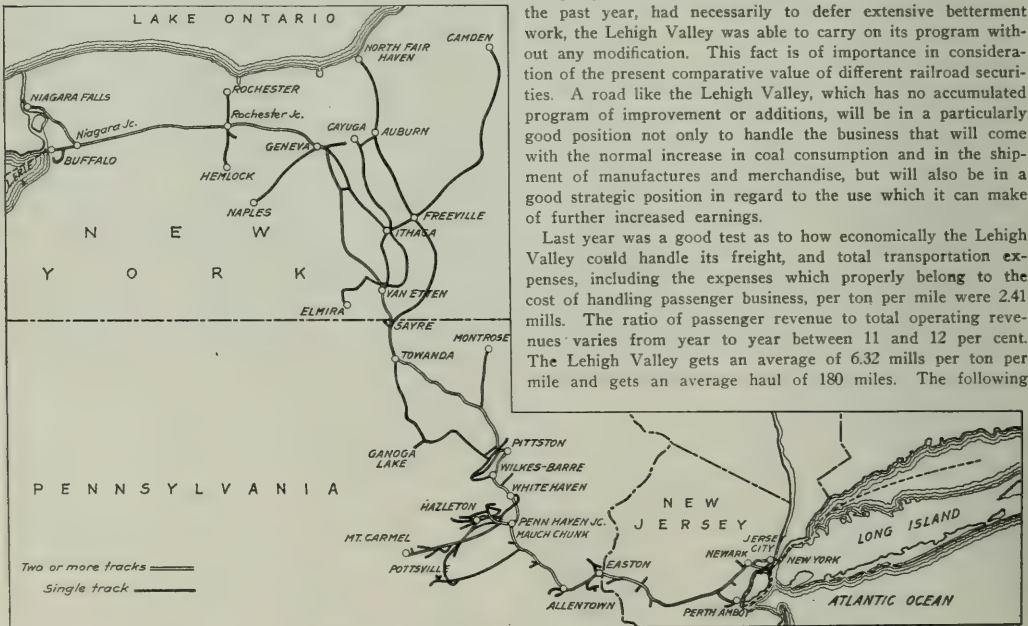 LAKE ONTARIO
NORTH FAIR HAVEN
CAMDEN
NIAGARA FALLS
ROCHESTER
Niagara Jc.
Rochester Jc.
CAYUGA
AUBURN
GENEVA
L. ERIE
BUFFALO
HEMLOCK
NAPLES
FREEVILLE
ITHAGA
NEW
YORK
VAN ETTEN
ELMIRA
SAYRE
MONTROSE
TOWANDA
GANOGA LAKE
PITTSTON
WILKES-BARRE
WHITE HAVEN
PENNSYLVANIA
HAZLETON
PENN HAVEN JC.
MAUCH CHUNK
MT. CARMEL
POTTSVILLE
NEW JERSEY
JERSEY CITY
NEWARK
NEW YORK
LONG ISLAND
EASTON
ALLENTOWN
PERTH AMBOY
ATLANTIC OCEAN
Two or more tracks
Single track
the past year, had necessarily to defer extensive betterment
work, the Lehigh Valley was able to carry on its program with-
out any modification. This fact is of importance in considera-
tion of the present comparative value of different railroad securi-
ties. A road like the Lehigh Valley, which has no accumulated
program of improvement or additions, will be in a particularly
good position not only to handle the business that will come
with the normal increase in coal consumption and in the ship-
ment of manufactures and merchandise, but will also be in a
good strategic position in regard to the use which it can make
of further increased earnings.
Last year was a good test as to how economically the Lehigh
Valley could handle its freight, and total transportation ex-
penses, including the expenses which properly belong to the
cost of handling passenger business, per ton per mile were 2.41
mills. The ratio of passenger revenue to total operating reve-
nues varies from year to year between 11 and 12 per cent.
The Lehigh Valley gets an average of 6.32 mills per ton per
mile and gets an average haul of 180 miles. The following